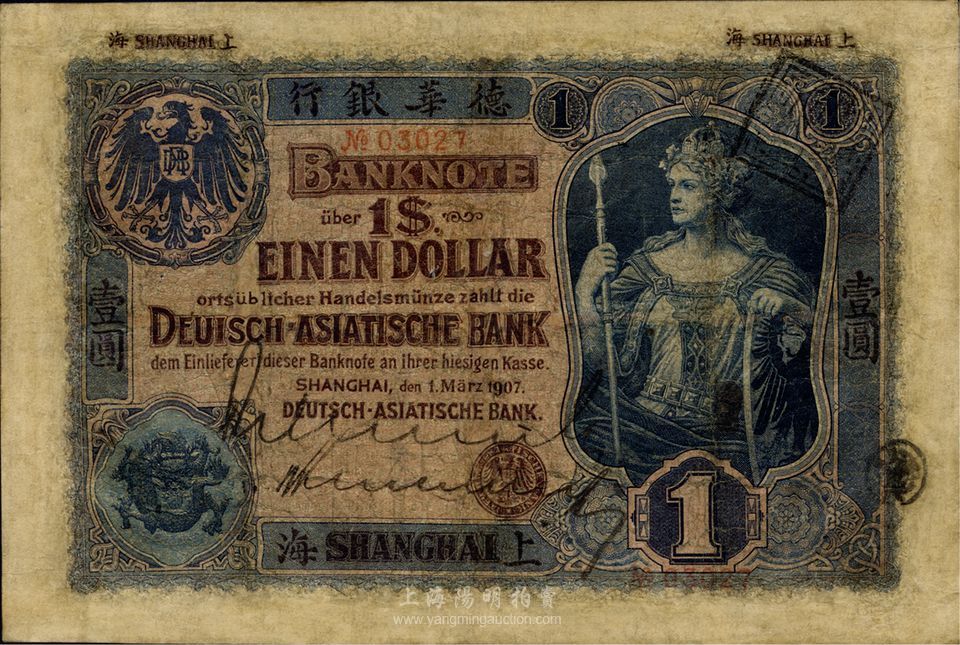 海 SHANGHAI 上
海 SHANGHAI 上
行銀華德
1
1
№ 03027
BANKNOTE
über 1$.
EINEN DOLLAR
ortsüblicher Handelsmünze zahlt die
DEUTSCH-ASIATISCHE BANK
dem Einlieferer dieser Banknote an ihrer hiesigen Kasse.
SHANGHAI, den 1. März 1907.
DEUTSCH-ASIATISCHE BANK.
壹圓
壹圓
海 SHANGHAI 上
1
№ 03027
上海陽明拍賣
www.yangmingauction.com